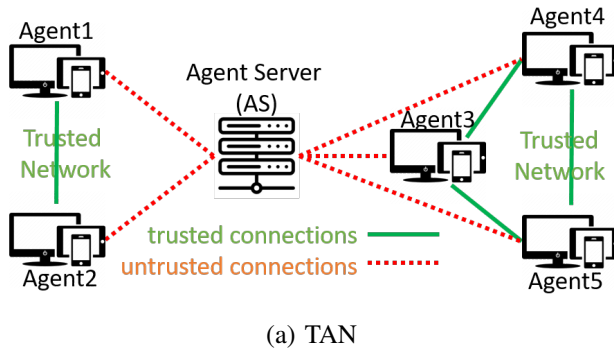 Agent1
Agent4
Agent Server
(AS)
Agent3
Trusted
Network
Trusted
Network
trusted connections
untrusted connections
Agent2
Agent5
(a) TAN